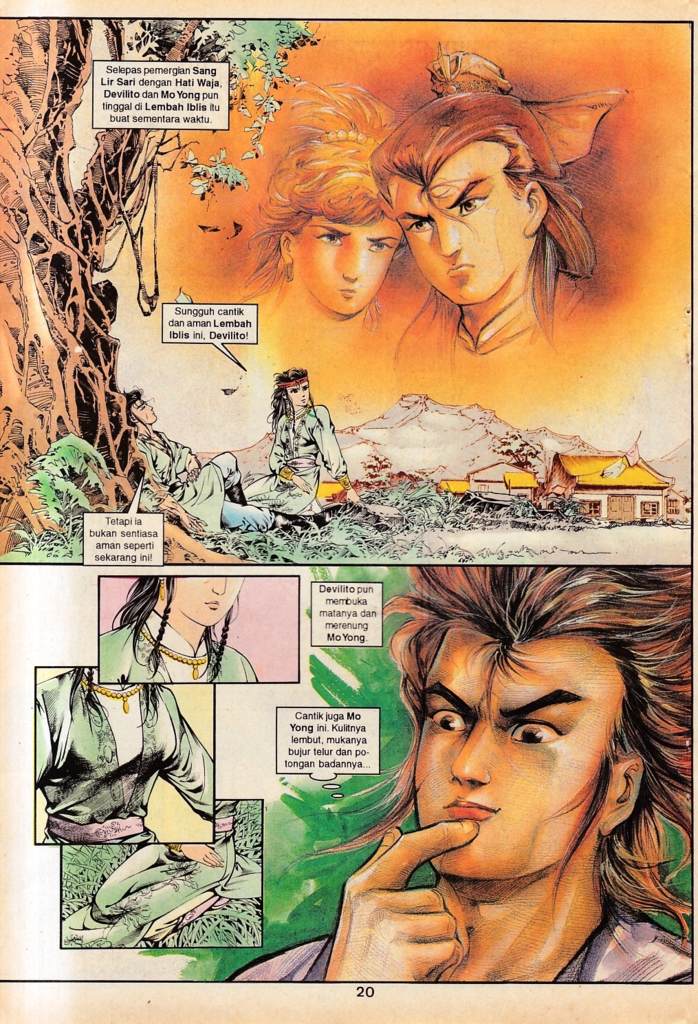 Selepas pemergian Sang
Lir Sari dengan Hati Waja,
Devilito dan Mo Yong pun
tinggal di Lembah Iblis itu
buat sementara waktu.
Sungguh cantik
dan aman Lembah
Iblis ini, Devilito!
Tetapi ia
bukan sentiasa
aman seperti
sekarang ini!
Devilito pun
membuka
matanya dan
merenung
Mo Yong.
Cantik juga Mo
Yong ini. Kulitnya
lembut, mukanya
bujur telur dan po-
tongan badannya...
20